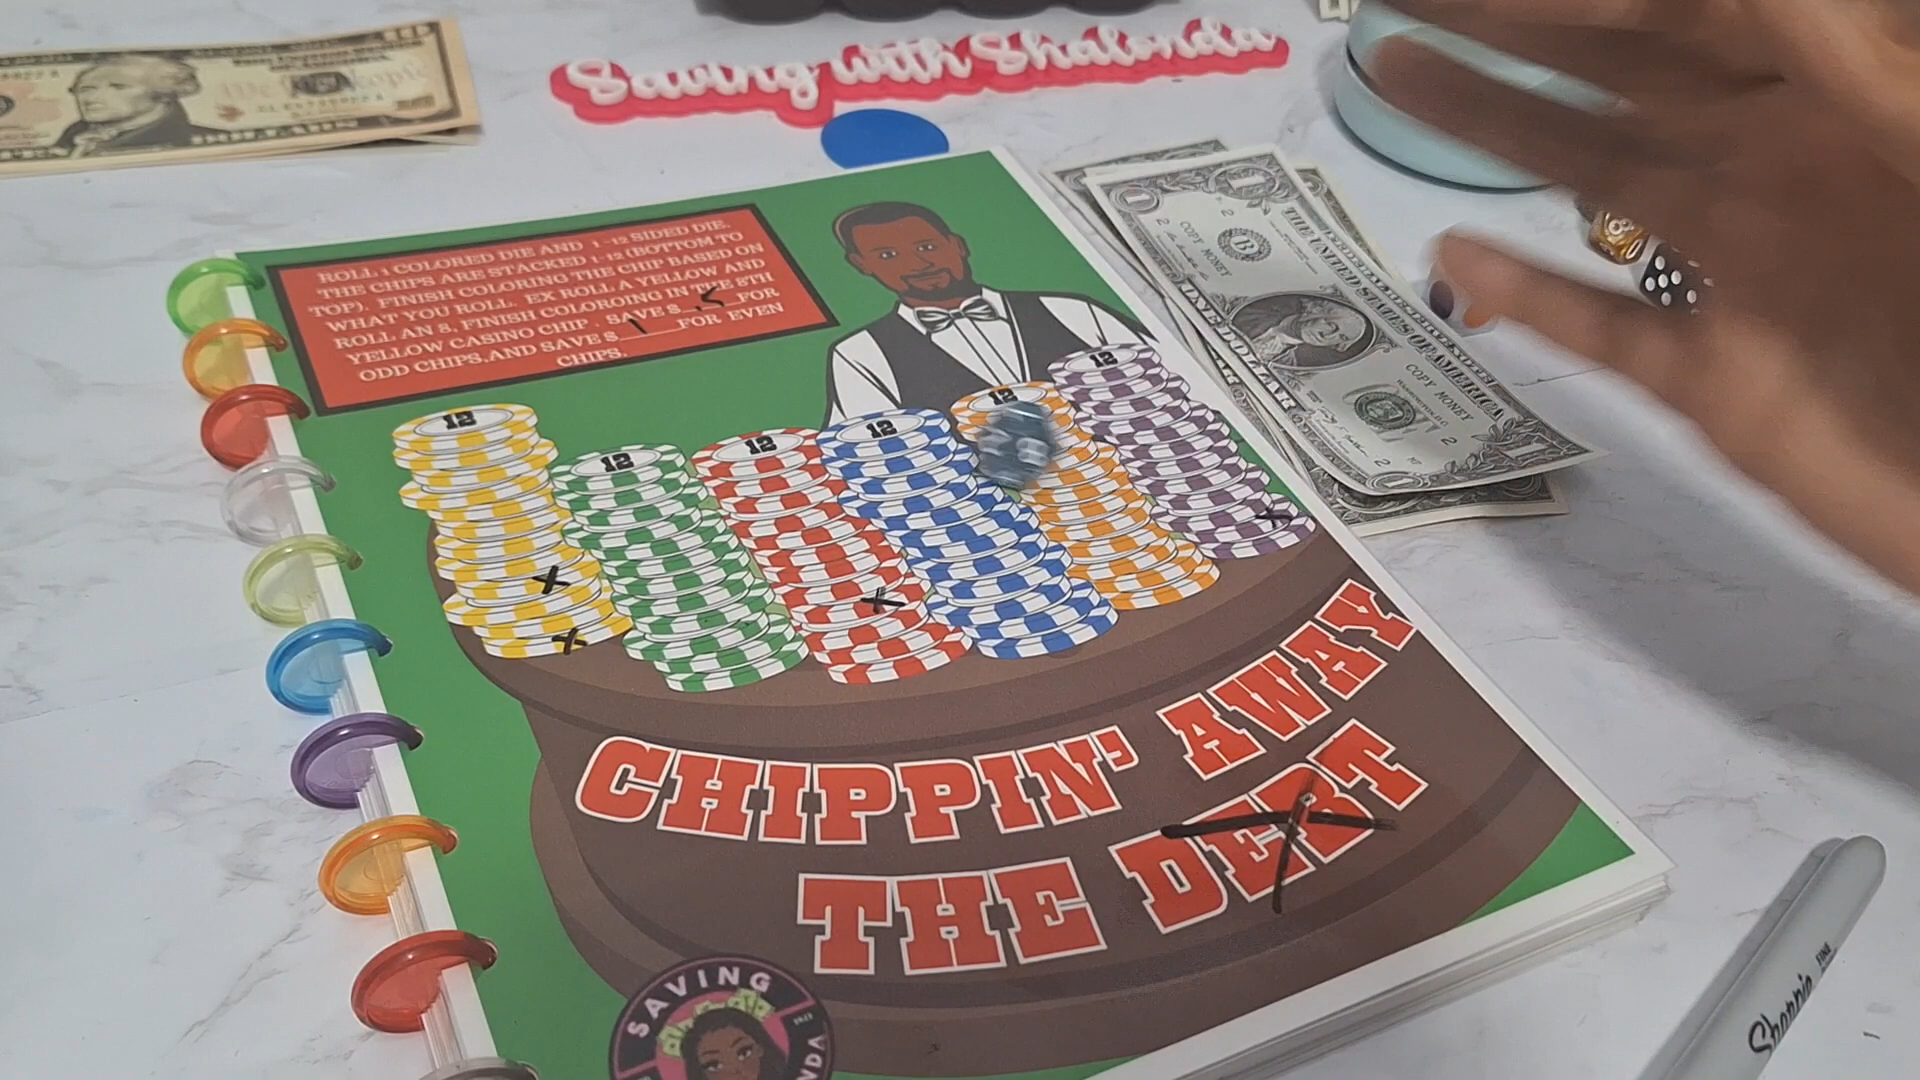 Saving with Shalonda
ROLL 1 COLORED DIE AND 1 -12 SIDED DIE.
THE CHIPS ARE STACKED 1-12 (BOTTOM TO
TOP). FINISH COLORING THE CHIP BASED ON
WHAT YOU ROLL. EX ROLL A YELLOW AND
ROLL AN 8, FINISH COLOROING IN THE 8TH
YELLOW CASINO CHIP . SAVE $ .5 FOR
ODD CHIPS.AND SAVE $ 1 FOR EVEN
CHIPS.
12
12
12
12
12
12
CHIPPIN' AWAY
THE DEBT
SAVING
THE UNITED STATES OF AMERICA
COPY MONEY
COPY MONEY
ONE DOLLAR
B
Sharpie
FINE